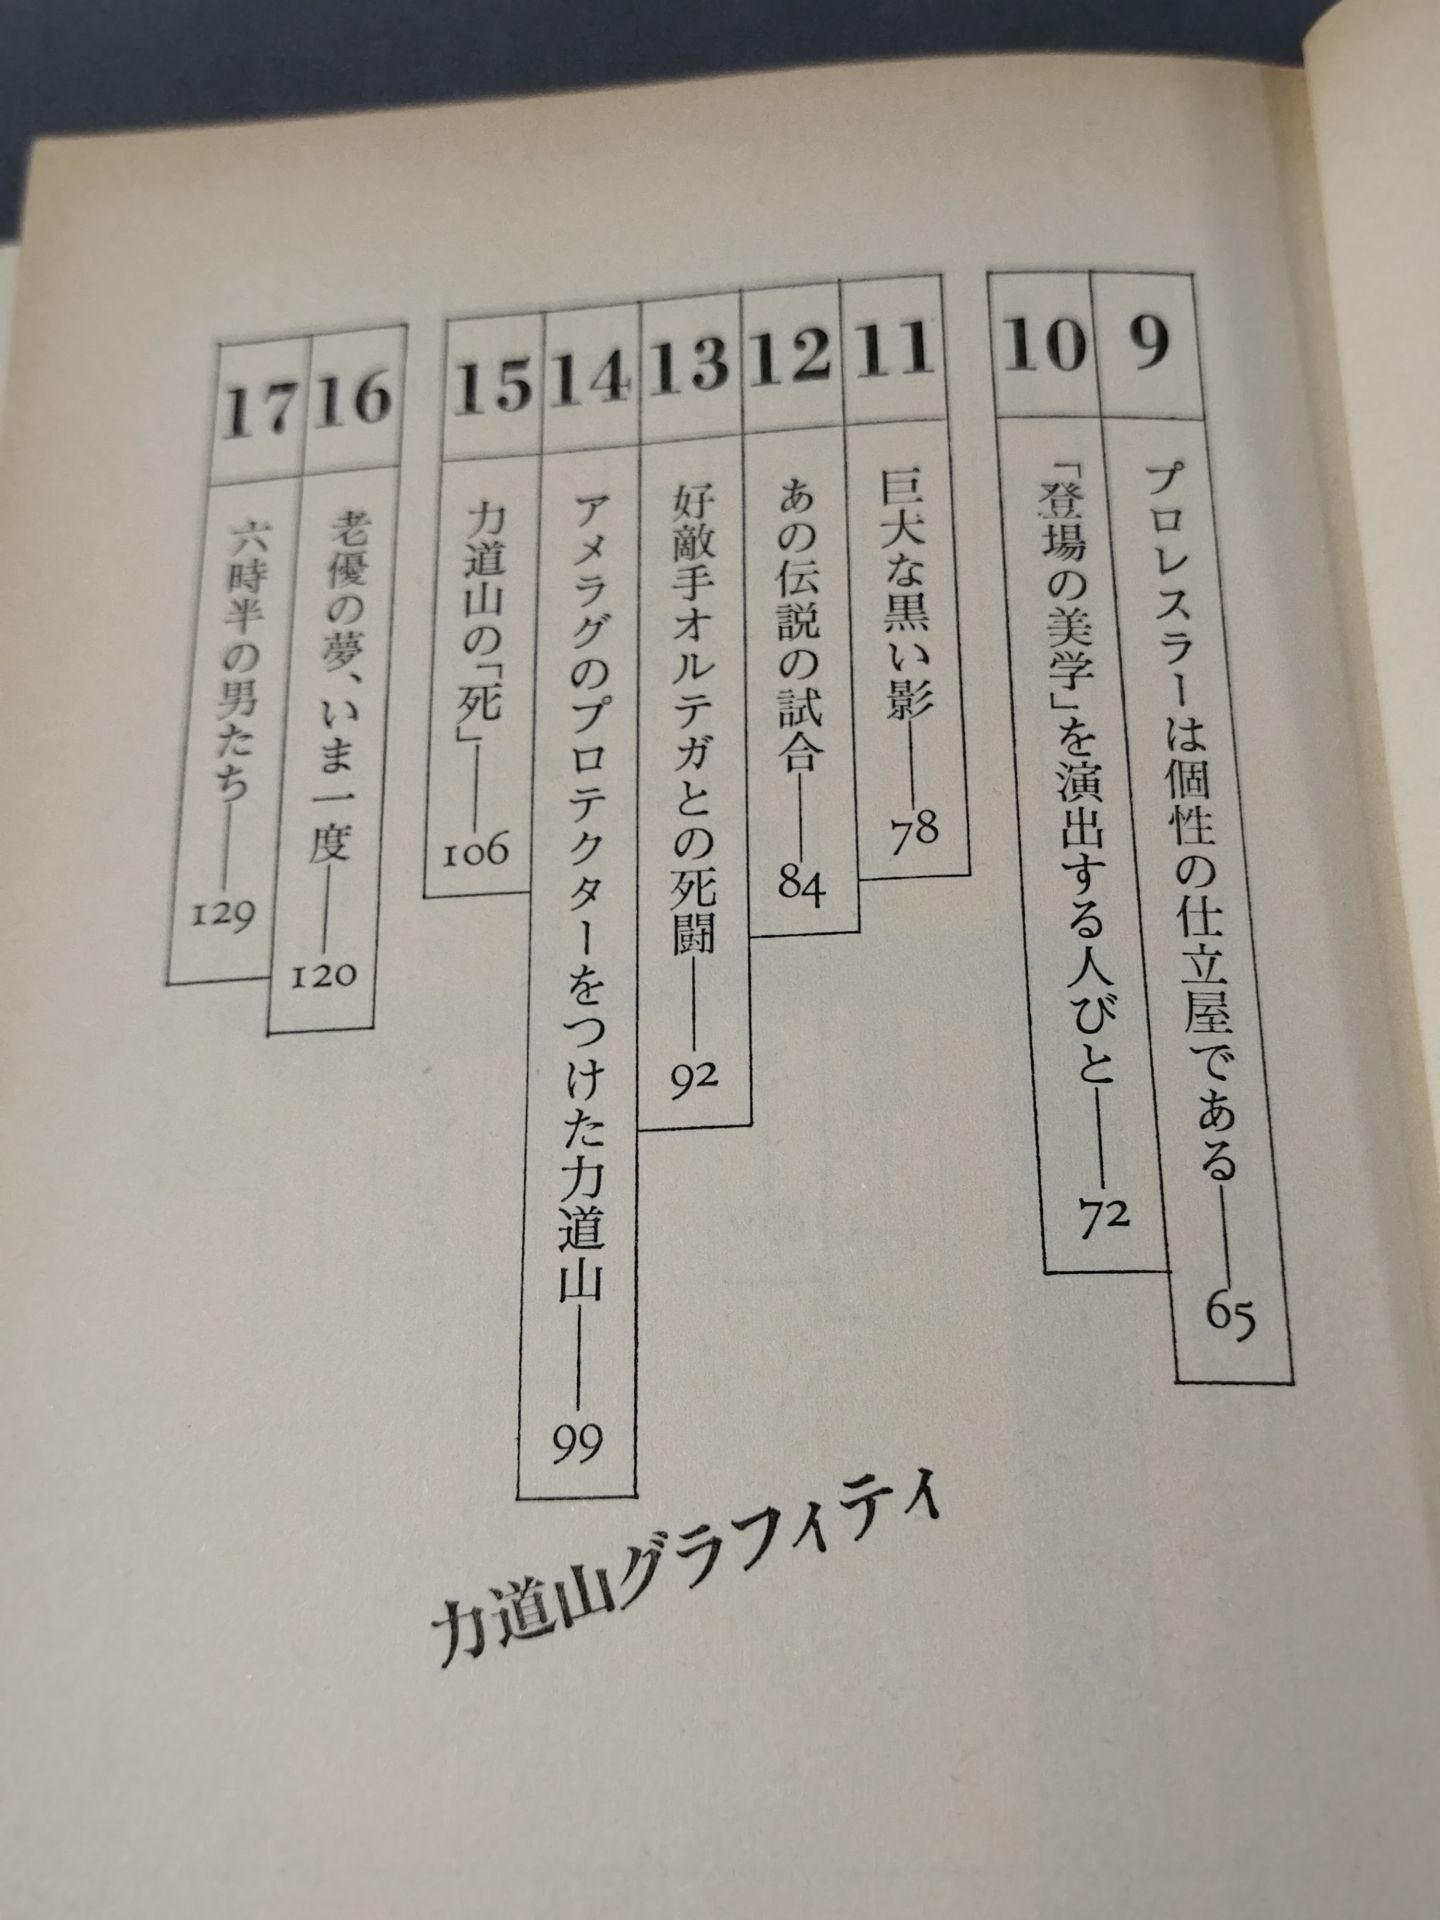 9
プロレスラーは個性の仕立屋である——65
10
「登場の美学」を演出する人びと——72
11
巨大な黒い影——78
12
あの伝説の試合——84
13
好敵手オルテガとの死闘——92
14
アメラグのプロテクターをつけた力道山——99
15
力道山の「死」——106
力道山グラフィティ
16
老優の夢、いま一度——120
17
六時半の男たち——129